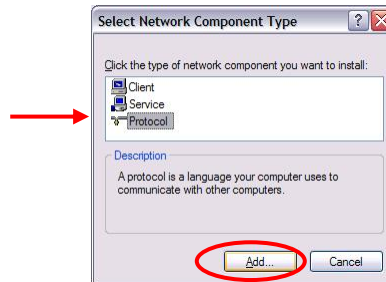 Select Network Component Type
Click the type of network component you want to install:
Client
Service
Protocol
Description
A protocol is a language your computer uses to
communicate with other computers.
Add... Cancel